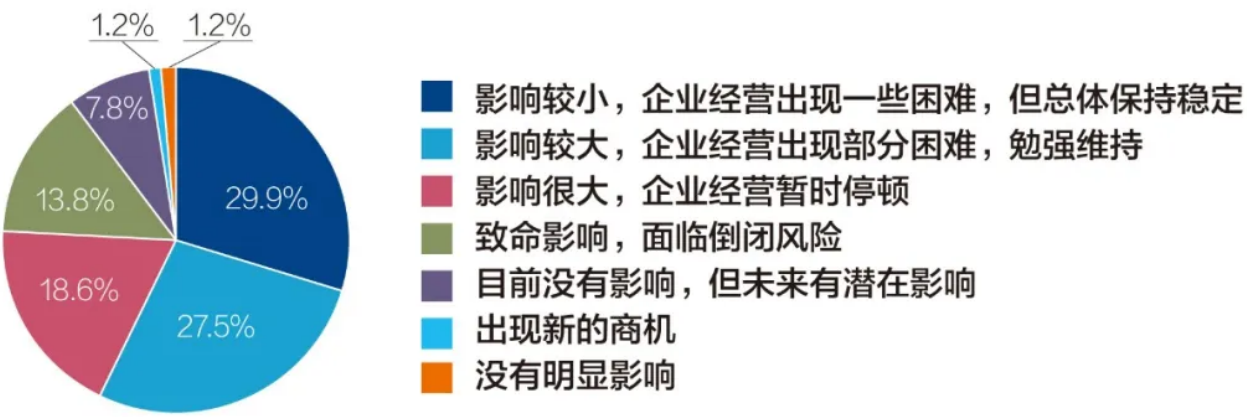 1.2% 1.2%
7.8%
13.8%
29.9%
18.6%
27.5%
影响较小，企业经营出现一些困难，但总体保持稳定
影响较大，企业经营出现部分困难，勉强维持
影响很大，企业经营暂时停顿
致命影响，面临倒闭风险
目前没有影响，但未来有潜在影响
出现新的商机
没有明显影响